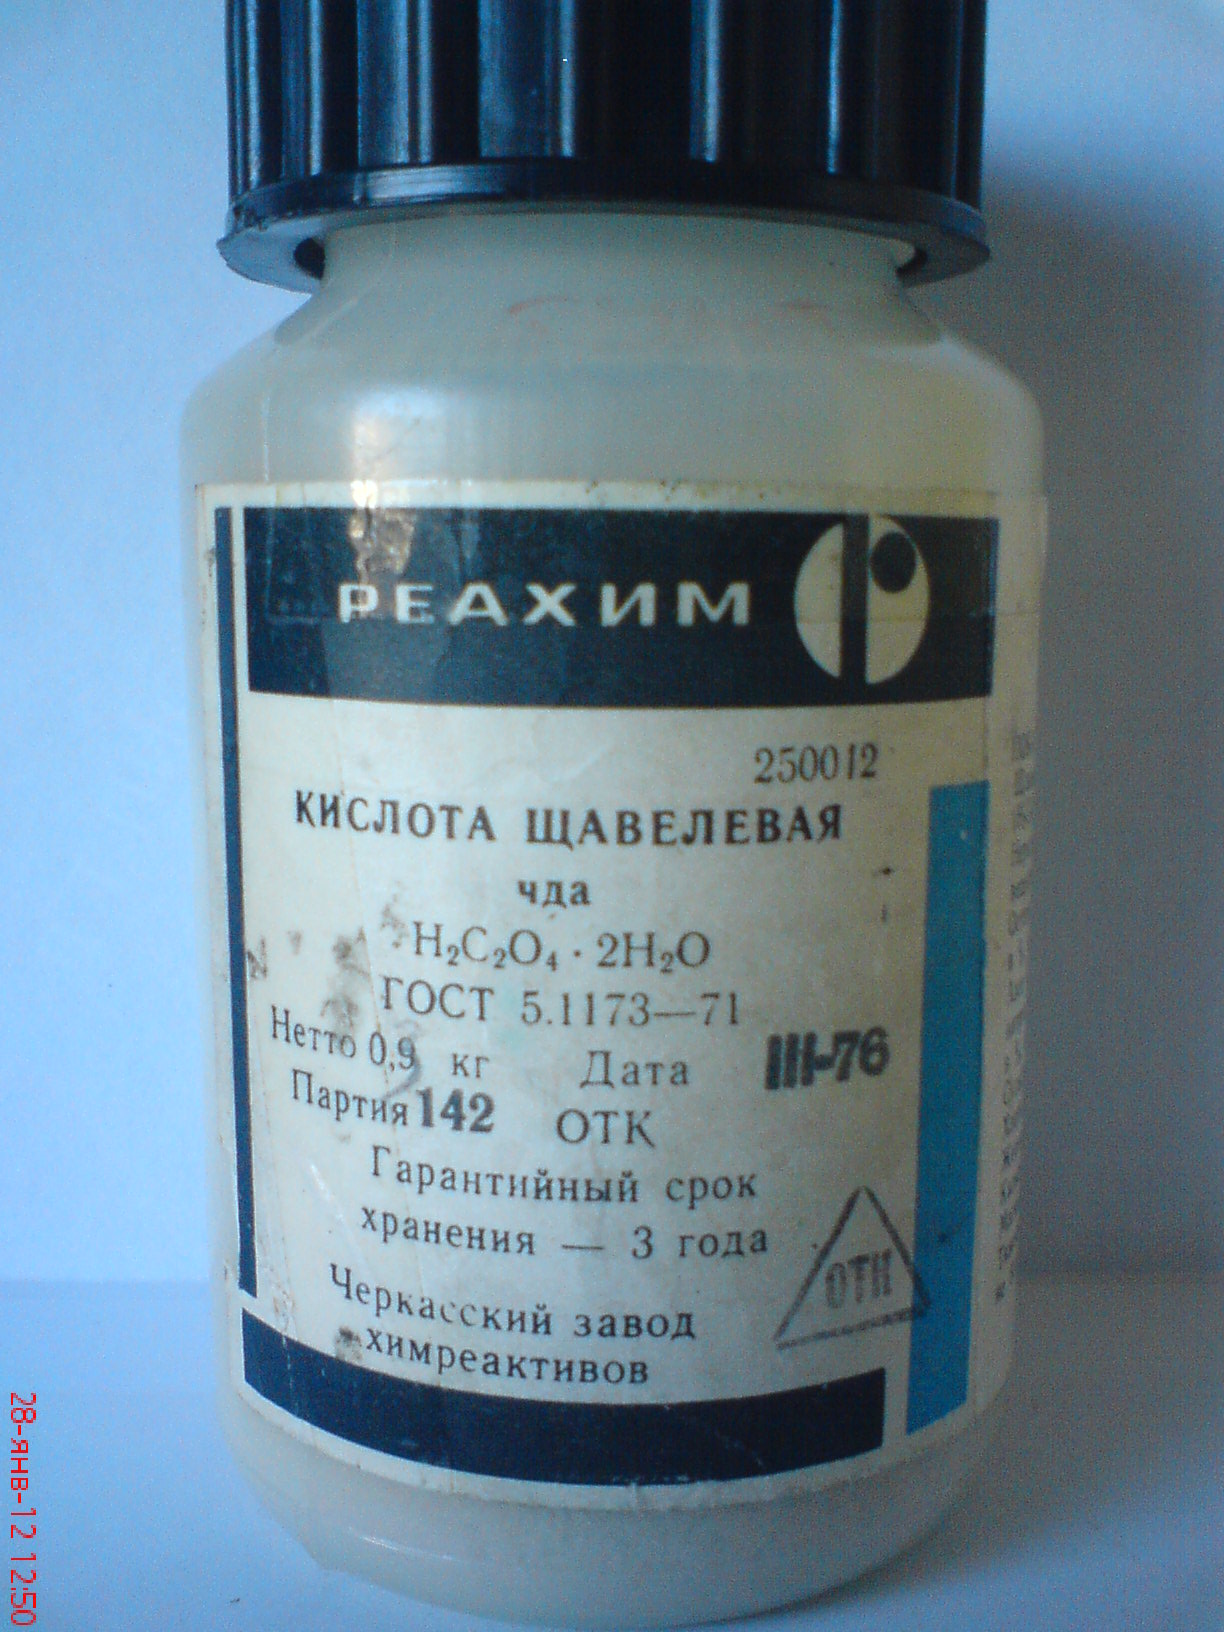 РЕАХИМ
250012
КИСЛОТА ЩАВЕЛЕВАЯ
чда
H₂C₂O₄ · 2H₂O
ГОСТ 5.1173—71
Нетто 0,9 кг Дата III-76
Партия 142 ОТК
Гарантийный срок
хранения — 3 года
ОТК
Черкасский завод
химреактивов
28-янв-12 12:50